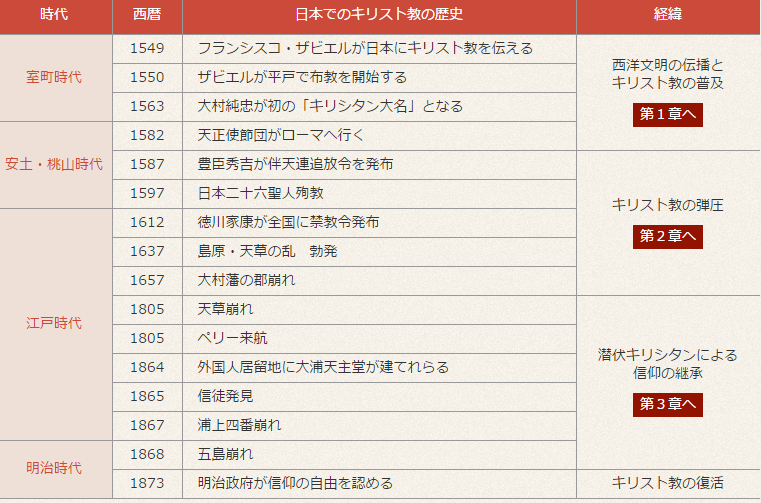 時代 西暦 日本でのキリスト教の歴史 経緯
室町時代
1549 フランシスコ・ザビエルが日本にキリスト教を伝える
1550 ザビエルが平戸で布教を開始する
1563 大村純忠が初の「キリシタン大名」となる
西洋文明の伝播と
キリスト教の普及
第１章へ
安土・桃山時代
1582 天正使節団がローマへ行く
1587 豊臣秀吉が伴天連追放令を発布
1597 日本二十六聖人殉教
キリスト教の弾圧
第２章へ
江戸時代
1612 徳川家康が全国に禁教令発布
1637 島原・天草の乱　勃発
1657 大村藩の郡崩れ
1805 天草崩れ
1805 ペリー来航
1864 外国人居留地に大浦天主堂が建てれらる
1865 信徒発見
1867 浦上四番崩れ
潜伏キリシタンによる
信仰の継承
第３章へ
明治時代
1868 五島崩れ
1873 明治政府が信仰の自由を認める
キリスト教の復活